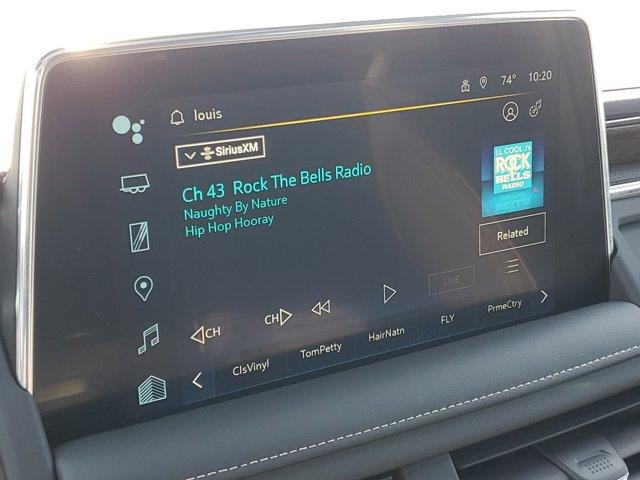 74° 10:20
louis
SiriusXM
Ch 43 Rock The Bells Radio
Naughty By Nature
Hip Hop Hooray
LL COOL J's
ROCK
THE
BELLS
RADIO
Related
CH CH LIVE
ClsVinyl TomPetty HairNatn FLY PrmeCtry